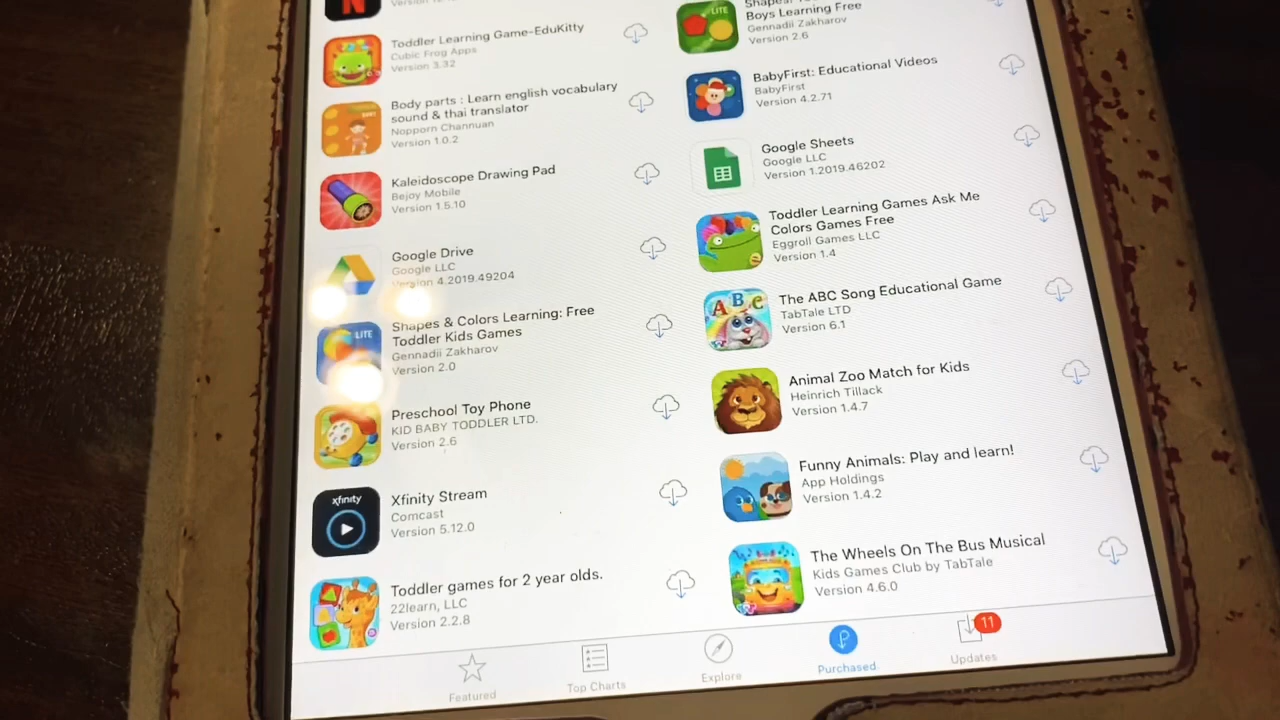 Toddler Learning Game-EduKitty
Cubic Frog Apps
Version 3.32
Body parts : Learn english vocabulary
sound & thai translator
Nopporn Channuan
Version 1.0.2
Kaleidoscope Drawing Pad
Bejoy Mobile
Version 1.5.10
Google Drive
Google LLC
Version 4.2019.49204
LITE
Shapes & Colors Learning: Free
Toddler Kids Games
Gennadii Zakharov
Version 2.0
Preschool Toy Phone
KID BABY TODDLER LTD.
Version 2.6
xfinity
Xfinity Stream
Comcast
Version 5.12.0
Toddler games for 2 year olds.
22learn, LLC
Version 2.2.8
LITE
Boys Learning Free
Gennadii Zakharov
Version 2.6
BabyFirst: Educational Videos
BabyFirst
Version 4.2.71
Google Sheets
Google LLC
Version 1.2019.46202
Toddler Learning Games Ask Me
Colors Games Free
Eggroll Games LLC
Version 1.4
ABC
The ABC Song Educational Game
TabTale LTD
Version 6.1
Animal Zoo Match for Kids
Heinrich Tillack
Version 1.4.7
Funny Animals: Play and learn!
App Holdings
Version 1.4.2
The Wheels On The Bus Musical
Kids Games Club by TabTale
Version 4.6.0
Featured
Top Charts
Explore
Purchased
11
Updates